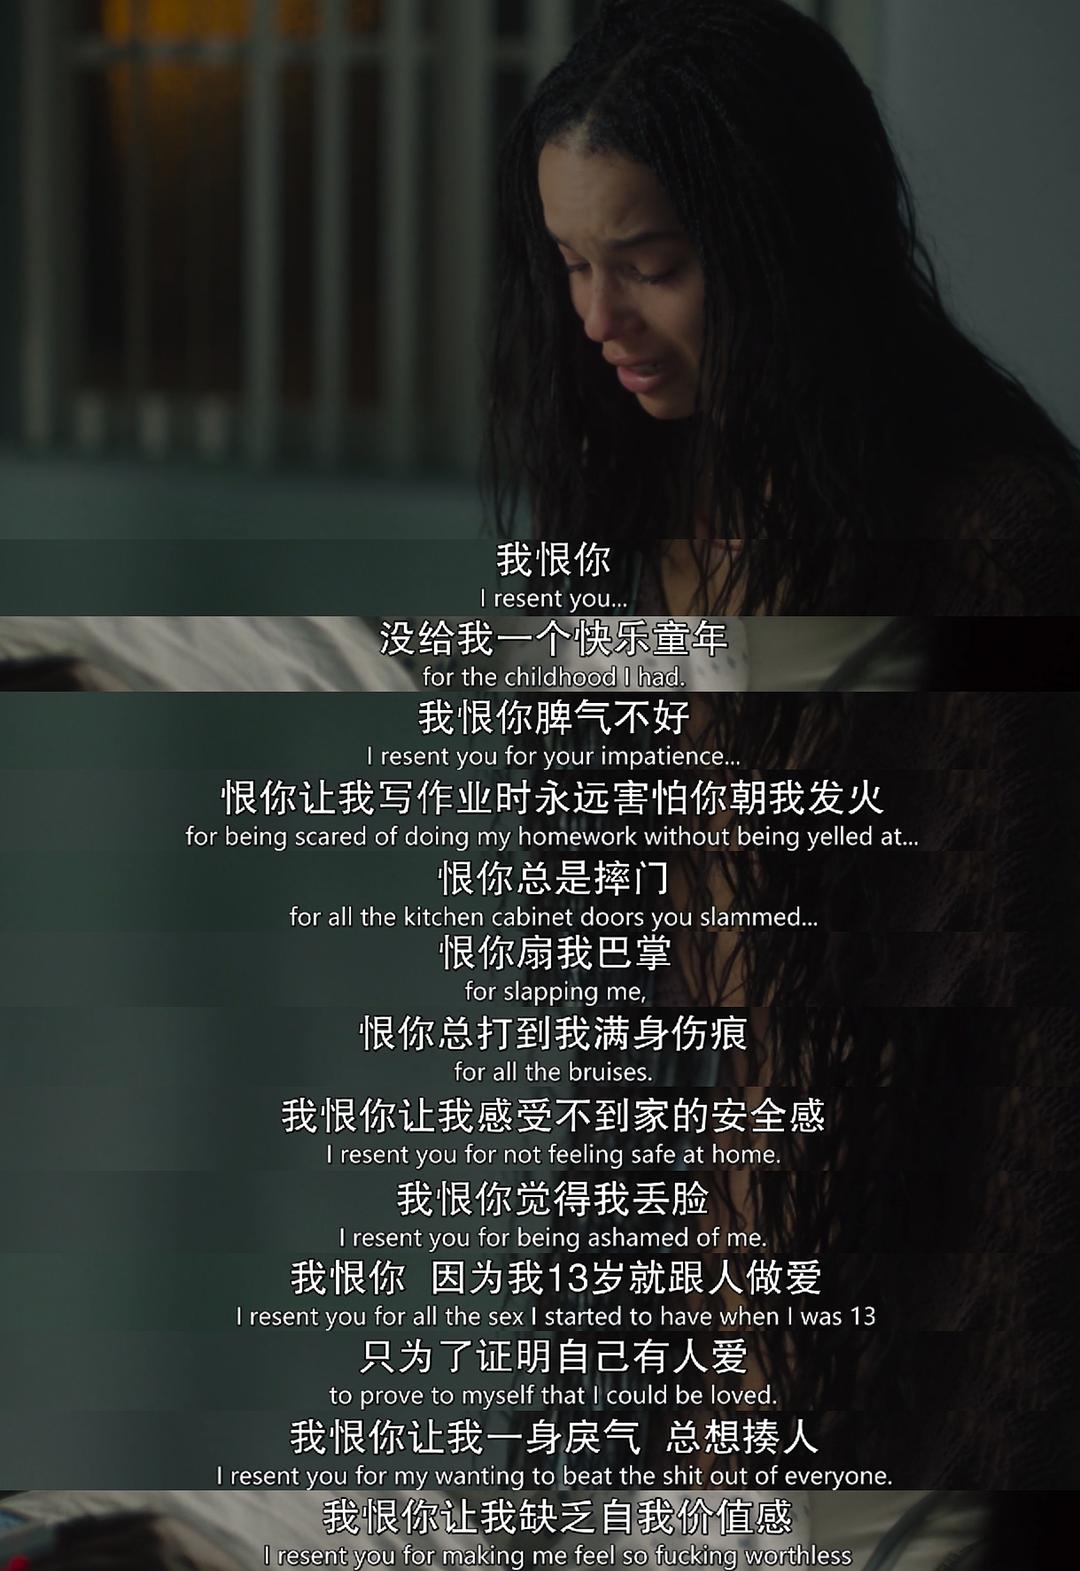 我恨你
I resent you...
没给我一个快乐童年
for the childhood I had.
我恨你脾气不好
I resent you for your impatience...
恨你让我写作业时永远害怕你朝我发火
for being scared of doing my homework without being yelled at...
恨你总是摔门
for all the kitchen cabinet doors you slammed...
恨你扇我巴掌
for slapping me,
恨你总打到我满身伤痕
for all the bruises.
我恨你让我感受不到家的安全感
I resent you for not feeling safe at home.
我恨你觉得我丢脸
I resent you for being ashamed of me.
我恨你 因为我13岁就跟人做爱
I resent you for all the sex I started to have when I was 13
只为了证明自己有人爱
to prove to myself that I could be loved.
我恨你让我一身戾气 总想揍人
I resent you for my wanting to beat the shit out of everyone.
我恨你让我缺乏自我价值感
I resent you for making me feel so fucking worthless